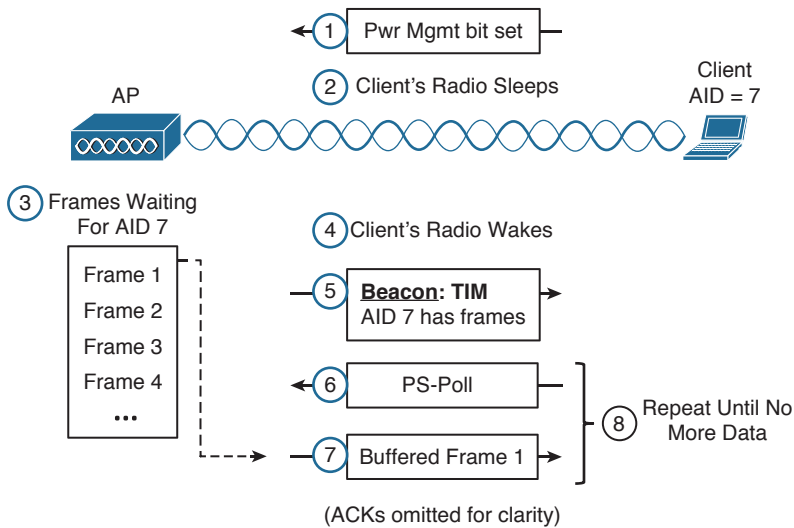 1 Pwr Mgmt bit set
2 Client's Radio Sleeps
AP
Client
AID = 7
3 Frames Waiting
For AID 7
Frame 1
Frame 2
Frame 3
Frame 4
...
4 Client's Radio Wakes
5 Beacon: TIM
AID 7 has frames
6 PS-Poll
7 Buffered Frame 1
8 Repeat Until No
More Data
(ACKs omitted for clarity)